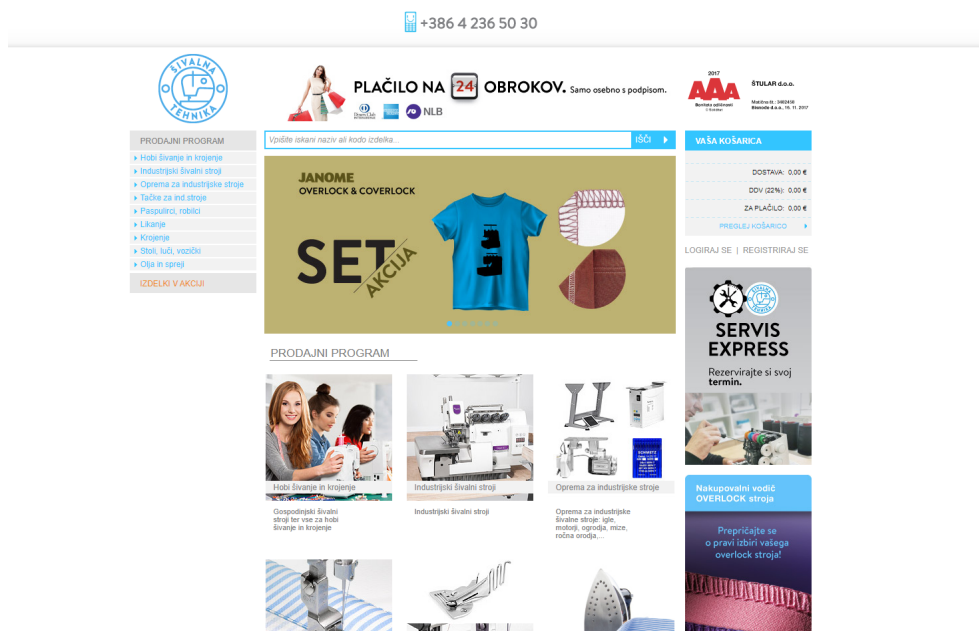 +386 4 236 50 30
ŠIVALNA
TEHNIKA
PLAČILO NA 24 OBROKOV. Samo osebno s podpisom.
NLB
2017
AAA
ŠTULAR d.o.o.
PRODAJNI PROGRAM
Hobi šivanje in krojenje
Industrijski šivalni stroji
Oprema za industrijske stroje
Tačke za ind.stroje
Paspulirci, robilci
Likanje
Krojenje
Stoli, luči, vozički
Olja in spreji
IZDELKI V AKCIJI
Vpišite iskani naziv ali kodo izdelka...
IŠČI
JANOME
OVERLOCK & COVERLOCK
SET
AKCIJA
VAŠA KOŠARICA
DOSTAVA: 0,00 €
DDV (22%): 0,00 €
ZA PLAČILO: 0,00 €
PREGLEJ KOŠARICO
LOGIRAJ SE | REGISTRIRAJ SE
SERVIS
EXPRESS
Rezervirajte si svoj
termin.
PRODAJNI PROGRAM
Hobi šivanje in krojenje
Gospodinjski šivalni
stroji ter vse za hobi
šivanje in krojenje
Industrijski šivalni stroji
Industrijski šivalni stroji
SCHMETZ
Oprema za industrijske stroje
Oprema za industrijske
šivalne stroje: igle,
motorji, ogrodja, mize,
ročna orodja,...
Nakupovalni vodič
OVERLOCK stroja
Prepričajte se
o pravi izbiri vašega
overlock stroja!